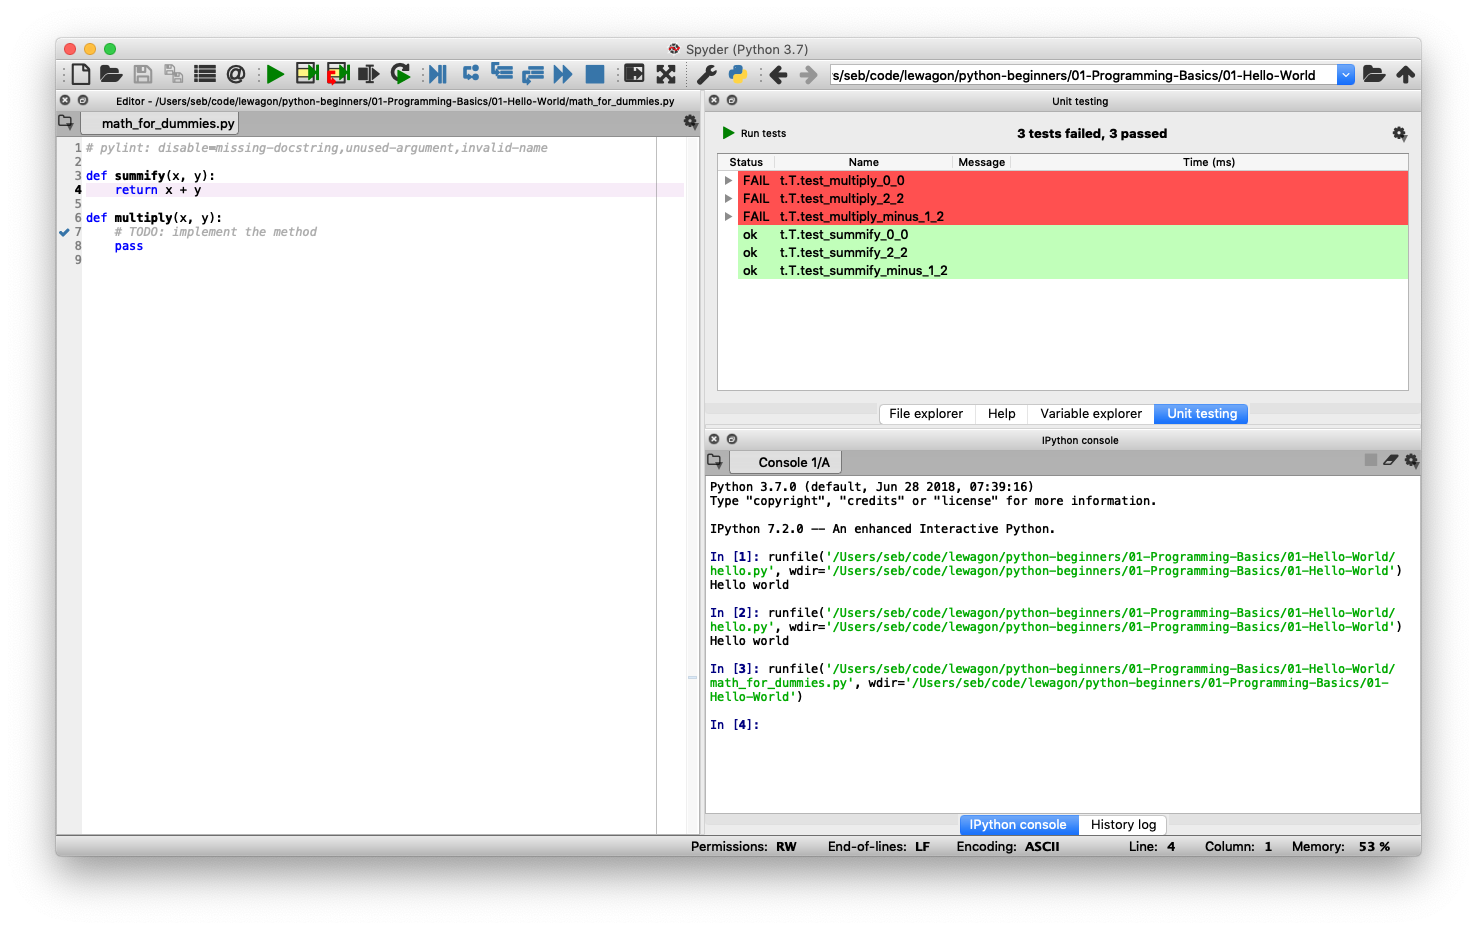 Spyder (Python 3.7)
s/seb/code/lewagon/python-beginners/01-Programming-Basics/01-Hello-World
Editor - /Users/seb/code/lewagon/python-beginners/01-Programming-Basics/01-Hello-World/math_for_dummies.py
math_for_dummies.py
1 # pylint: disable=missing-docstring,unused-argument,invalid-name
2
3 def summify(x, y):
4     return x + y
5
6 def multiply(x, y):
7     # TODO: implement the method
8     pass
9
Unit testing
Run tests
3 tests failed, 3 passed
Status Name Message Time (ms)
FAIL t.T.test_multiply_0_0
FAIL t.T.test_multiply_2_2
FAIL t.T.test_multiply_minus_1_2
ok t.T.test_summify_0_0
ok t.T.test_summify_2_2
ok t.T.test_summify_minus_1_2
File explorer Help Variable explorer Unit testing
IPython console
Console 1/A
Python 3.7.0 (default, Jun 28 2018, 07:39:16)
Type "copyright", "credits" or "license" for more information.
IPython 7.2.0 -- An enhanced Interactive Python.
In [1]: runfile('/Users/seb/code/lewagon/python-beginners/01-Programming-Basics/01-Hello-World/
hello.py', wdir='/Users/seb/code/lewagon/python-beginners/01-Programming-Basics/01-Hello-World')
Hello world
In [2]: runfile('/Users/seb/code/lewagon/python-beginners/01-Programming-Basics/01-Hello-World/
hello.py', wdir='/Users/seb/code/lewagon/python-beginners/01-Programming-Basics/01-Hello-World')
Hello world
In [3]: runfile('/Users/seb/code/lewagon/python-beginners/01-Programming-Basics/01-Hello-World/
math_for_dummies.py', wdir='/Users/seb/code/lewagon/python-beginners/01-Programming-Basics/01-
Hello-World')
In [4]:
IPython console History log
Permissions: RW End-of-lines: LF Encoding: ASCII Line: 4 Column: 1 Memory: 53 %